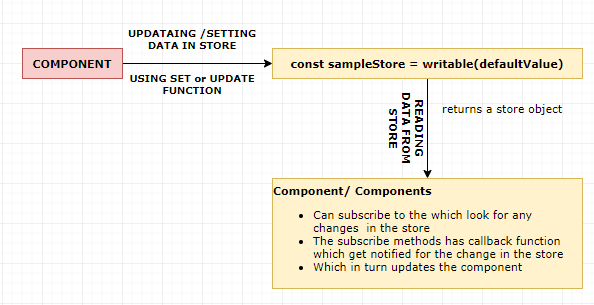 UPDATAING /SETTING
DATA IN STORE
COMPONENT
const sampleStore = writable(defaultValue)
USING SET or UPDATE
FUNCTION
READING
DATA FROM
STORE
returns a store object
Component/ Components
• Can subscribe to the which look for any
changes in the store
• The subscribe methods has callback function
which get notified for the change in the store
• Which in turn updates the component